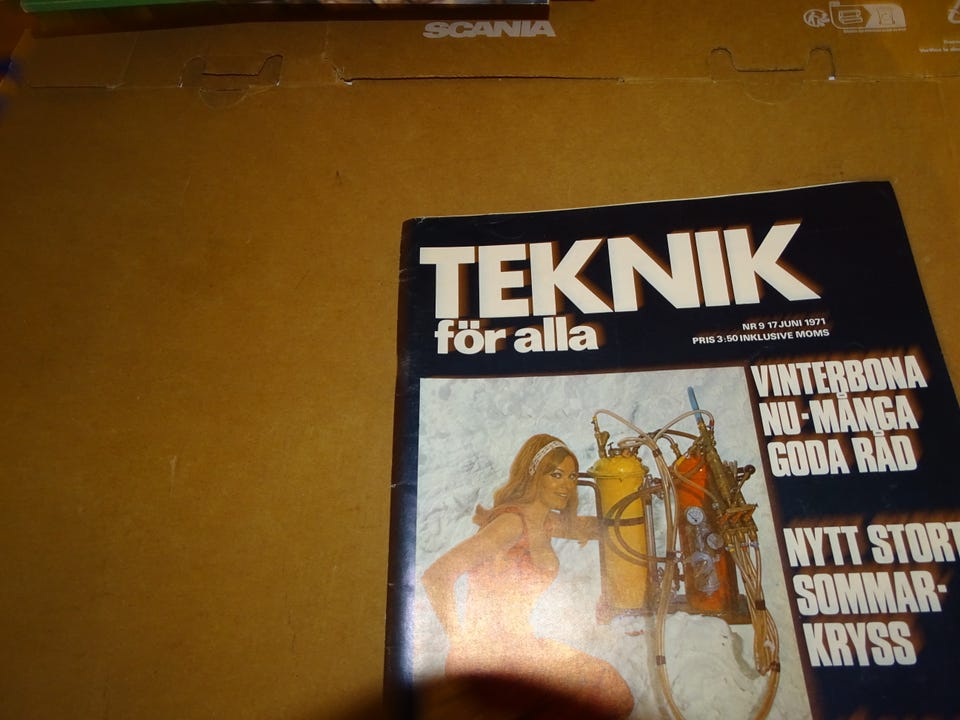 SCANIA
TEKNIK
för alla
NR 9 17 JUNI 1971
PRIS 3:50 INKLUSIVE MOMS
VINTERBONA
NU-MÅNGA
GODA RÅD
NYTT STORT
SOMMAR-
KRYSS